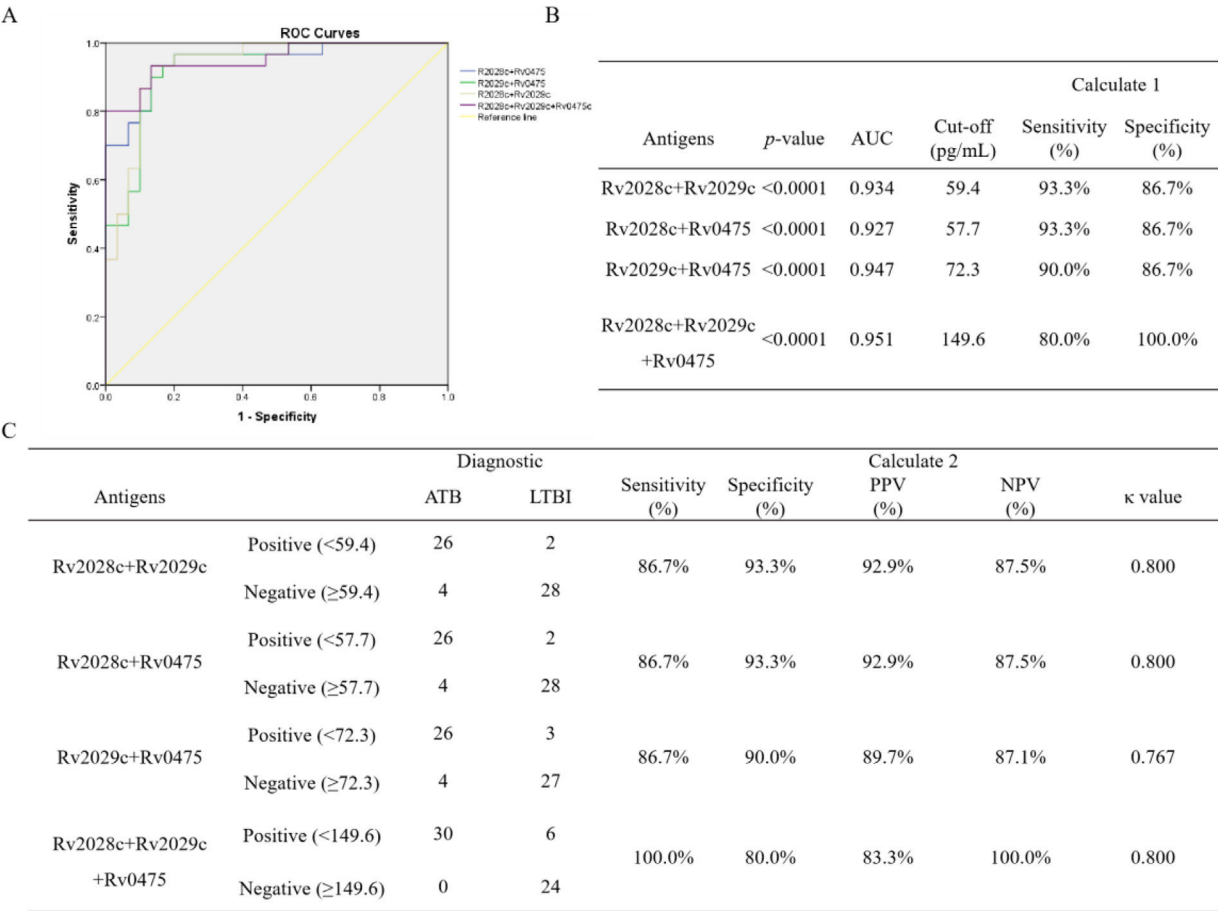 A
ROC Curves
1.0
0.8
0.6
0.4
0.2
0.0
Sensitivity
0.0 0.2 0.4 0.6 0.8 1.0
1 - Specificity
R2028c+Rv0475
R2029c+Rv0475
R2028c+Rv2028c
R2028c+Rv2029c+Rv0475c
Reference line
B
Calculate 1
Antigens p-value AUC Cut-off (pg/mL) Sensitivity (%) Specificity (%)
Rv2028c+Rv2029c <0.0001 0.934 59.4 93.3% 86.7%
Rv2028c+Rv0475 <0.0001 0.927 57.7 93.3% 86.7%
Rv2029c+Rv0475 <0.0001 0.947 72.3 90.0% 86.7%
Rv2028c+Rv2029c
+Rv0475 <0.0001 0.951 149.6 80.0% 100.0%
C
Diagnostic Calculate 2
Antigens ATB LTBI Sensitivity (%) Specificity (%) PPV (%) NPV (%) κ value
Rv2028c+Rv2029c Positive (<59.4) 26 2 86.7% 93.3% 92.9% 87.5% 0.800
Negative (≥59.4) 4 28
Rv2028c+Rv0475 Positive (<57.7) 26 2 86.7% 93.3% 92.9% 87.5% 0.800
Negative (≥57.7) 4 28
Rv2029c+Rv0475 Positive (<72.3) 26 3 86.7% 90.0% 89.7% 87.1% 0.767
Negative (≥72.3) 4 27
Rv2028c+Rv2029c
+Rv0475 Positive (<149.6) 30 6 100.0% 80.0% 83.3% 100.0% 0.800
Negative (≥149.6) 0 24